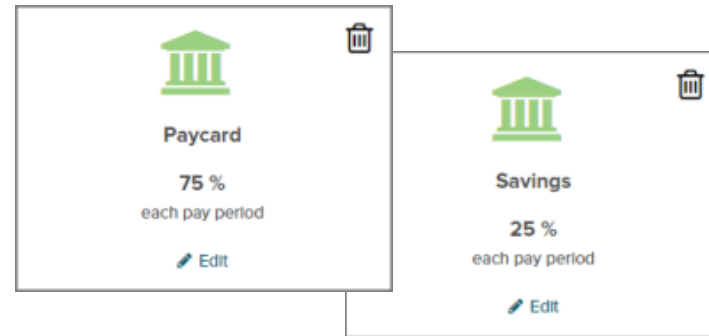 Paycard
75 %
each pay period
Edit
Savings
25 %
each pay period
Edit